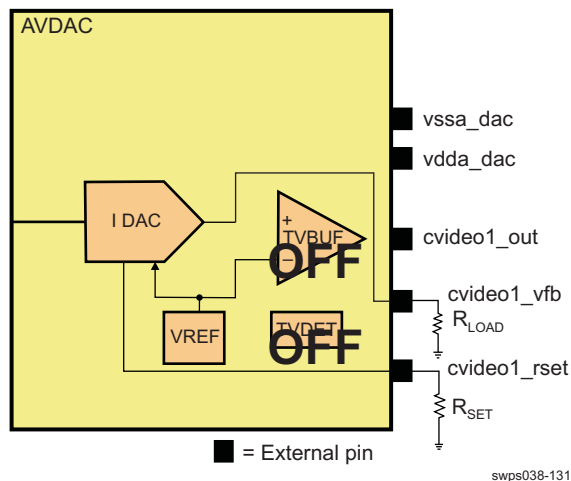 AVDAC
vssa_dac
vdda_dac
I DAC
+
TVBUF
OFF
−
cvideo1_out
cvideo1_vfb
RLOAD
VREF
TVDET
OFF
cvideo1_rset
RSET
= External pin
swps038-131